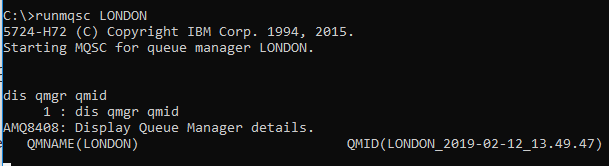 C:\>runmqsc LONDON
5724-H72 (C) Copyright IBM Corp. 1994, 2015.
Starting MQSC for queue manager LONDON.
dis qmgr qmid
1 : dis qmgr qmid
AMQ8408: Display Queue Manager details.
QMNAME(LONDON) QMID(LONDON_2019-02-12_13.49.47)